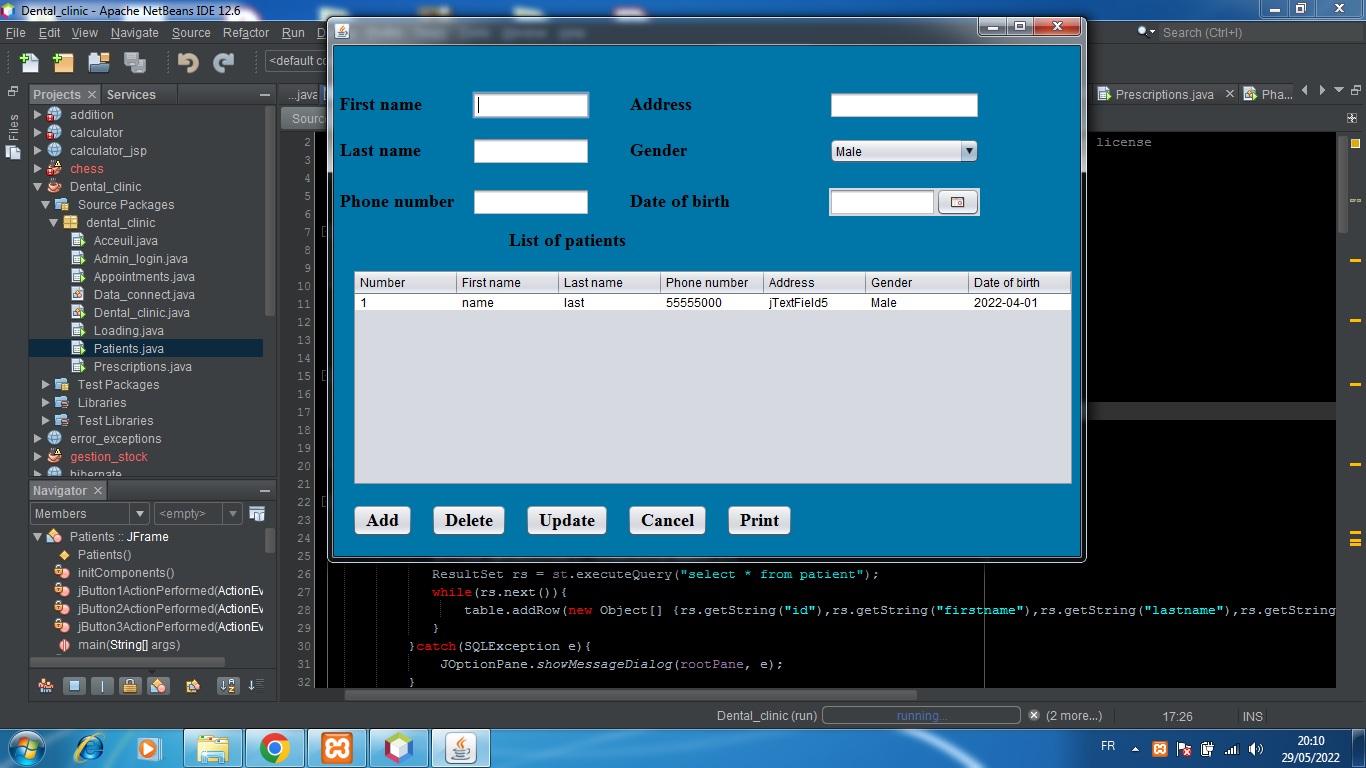 Dental_clinic - Apache NetBeans IDE 12.6
File Edit View Navigate Source Refactor Run
Search (Ctrl+I)
<default co
Projects Services
...java
Prescriptions.java Pha...
Files
Source
addition
calculator
calculator_jsp
chess
Dental_clinic
Source Packages
dental_clinic
Acceuil.java
Admin_login.java
Appointments.java
Data_connect.java
Dental_clinic.java
Loading.java
Patients.java
Prescriptions.java
Test Packages
Libraries
Test Libraries
error_exceptions
gestion_stock
hibernate
Navigator
Members <empty>
Patients :: JFrame
Patients()
initComponents()
jButton1ActionPerformed(ActionEv
jButton2ActionPerformed(ActionEv
jButton3ActionPerformed(ActionEv
main(String[] args)
First name Address
Last name Gender Male
Phone number Date of birth
List of patients
Number First name Last name Phone number Address Gender Date of birth
1 name last 55555000 jTextField5 Male 2022-04-01
Add Delete Update Cancel Print
2 license
3
4
5
6
7
8
9
10
11
12
13
14
15
16
17
18
19
20
21
22
23
24
25
26 ResultSet rs = st.executeQuery("select * from patient");
27 while(rs.next()){
28 table.addRow(new Object[] {rs.getString("id"),rs.getString("firstname"),rs.getString("lastname"),rs.getString
29 }
30 }catch(SQLException e){
31 JOptionPane.showMessageDialog(rootPane, e);
32 }
Dental_clinic (run) running... (2 more...) 17:26 INS
FR 20:10
29/05/2022